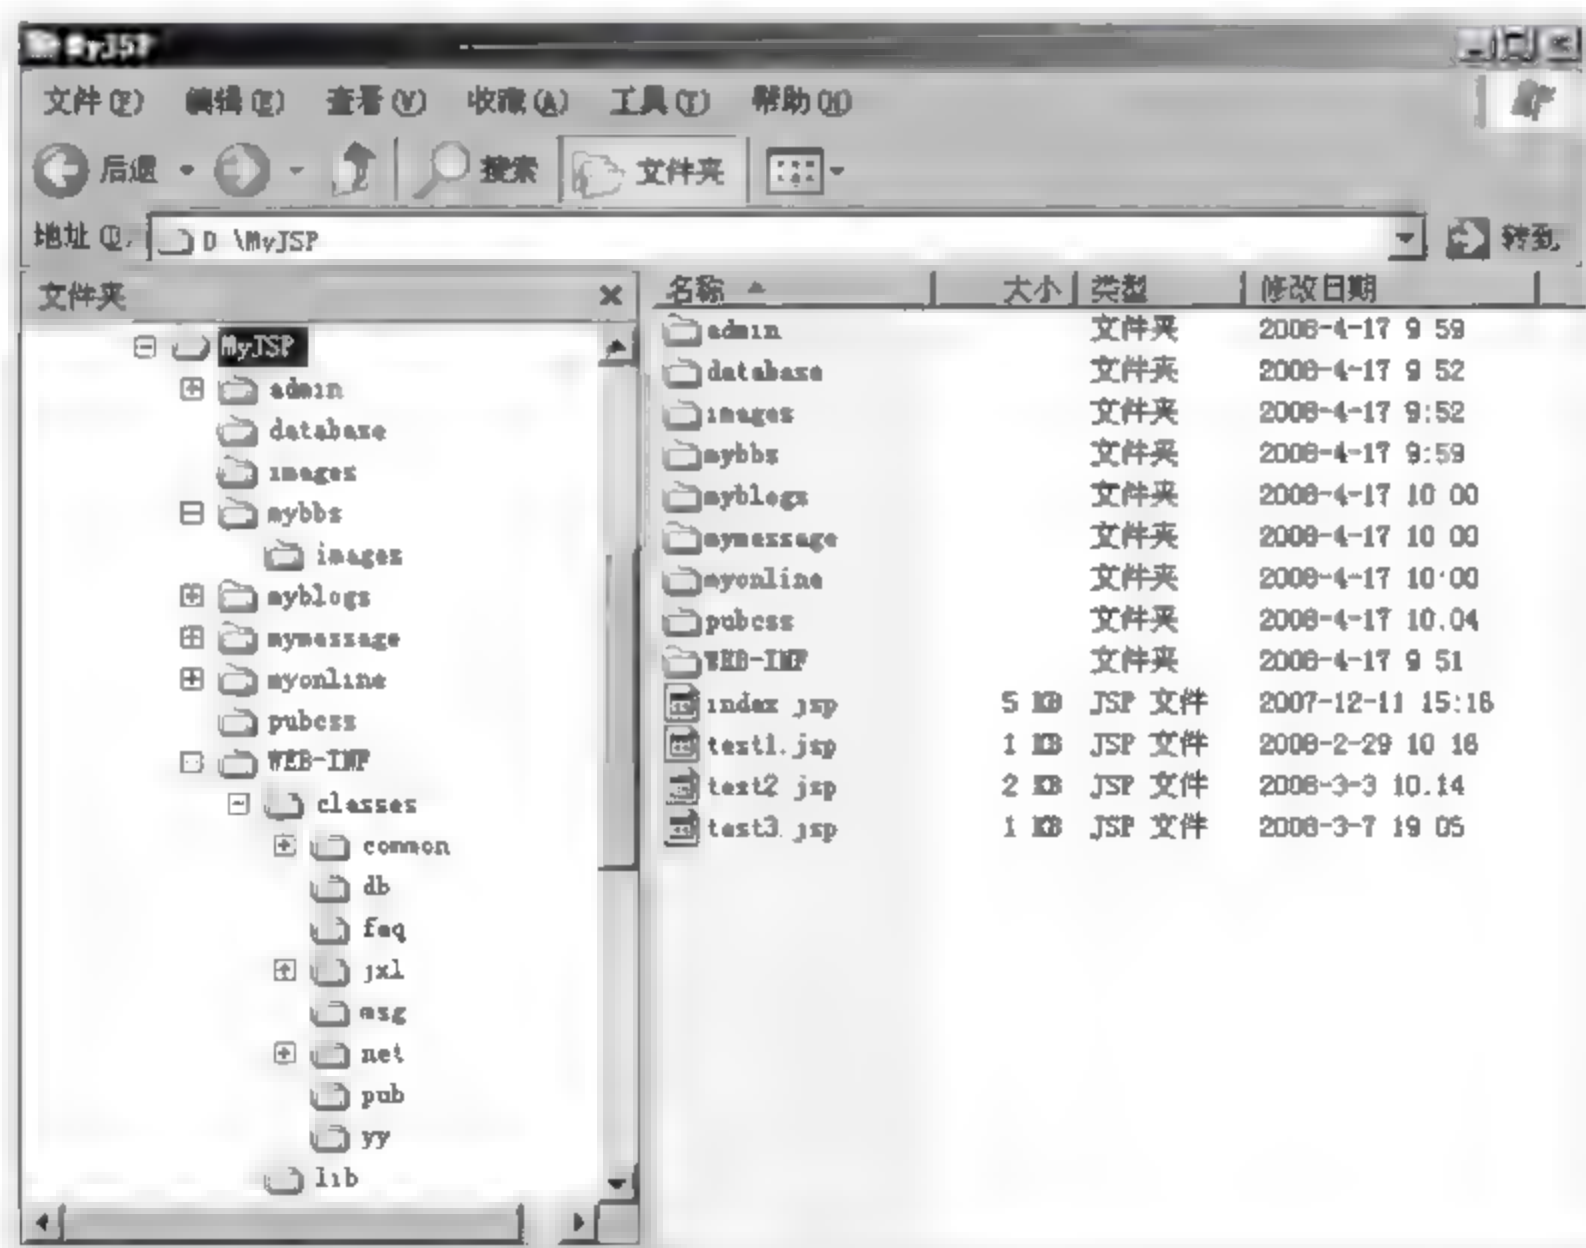 MyJSP
文件(F) 编辑(E) 查看(V) 收藏(A) 工具(T) 帮助(H)
后退 搜索 文件夹
地址(D) D \MyJSP 转到
文件夹
MyJSP
admin
database
images
mybbs
images
myblogs
mymessage
myonline
pubcss
WEB-INF
classes
common
db
faq
jxl
msg
net
pub
yy
lib
名称 大小 类型 修改日期
admin 文件夹 2008-4-17 9 59
database 文件夹 2008-4-17 9 52
images 文件夹 2008-4-17 9:52
mybbs 文件夹 2008-4-17 9:59
myblogs 文件夹 2008-4-17 10 00
mymessage 文件夹 2008-4-17 10 00
myonline 文件夹 2008-4-17 10:00
pubcss 文件夹 2008-4-17 10.04
WEB-INF 文件夹 2008-4-17 9 51
index jsp 5 KB JSP 文件 2007-12-11 15:16
test1.jsp 1 KB JSP 文件 2008-2-29 10 16
test2 jsp 2 KB JSP 文件 2008-3-3 10.14
test3.jsp 1 KB JSP 文件 2008-3-7 19 05